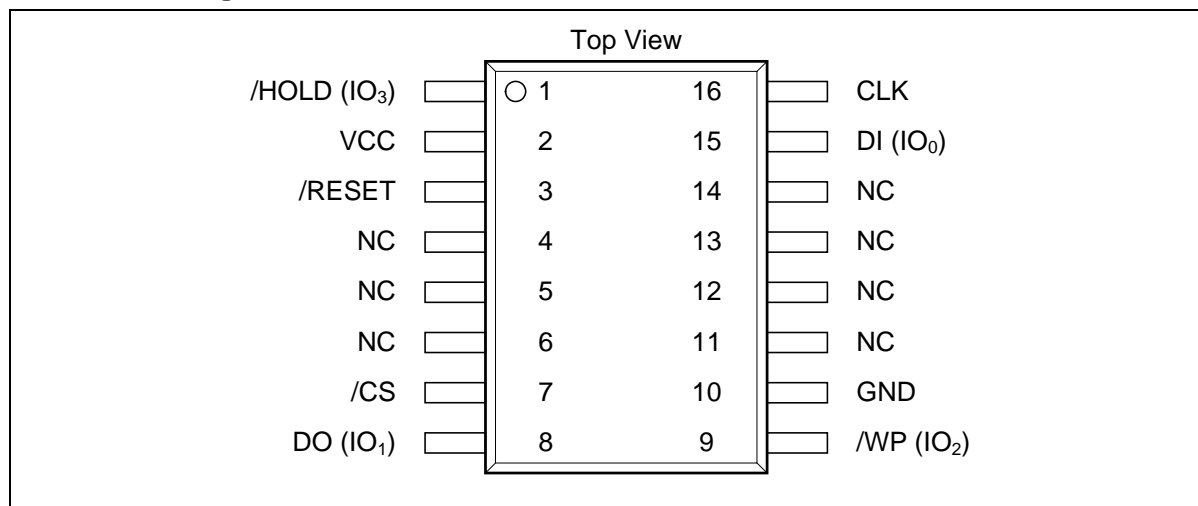 Top View
/HOLD (IO₃) 1 16 CLK
VCC 2 15 DI (IO₀)
/RESET 3 14 NC
NC 4 13 NC
NC 5 12 NC
NC 6 11 NC
/CS 7 10 GND
DO (IO₁) 8 9 /WP (IO₂)